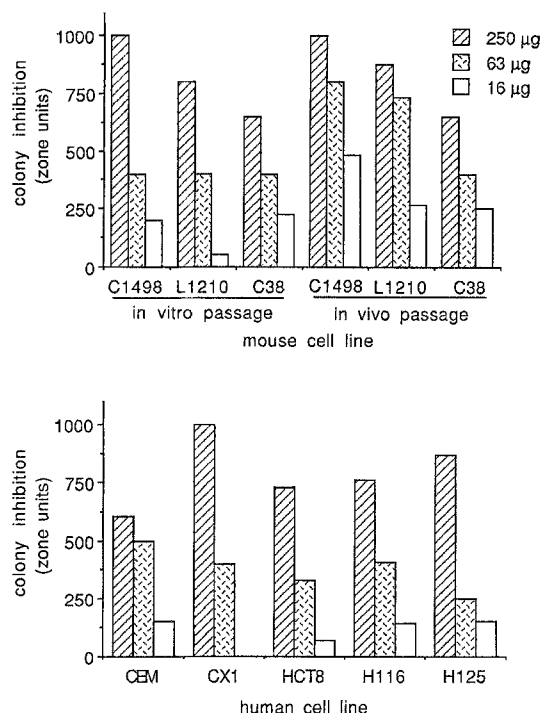 colony inhibition
(zone units)
1000
750
500
250
0
250 µg
63 µg
16 µg
C1498 L1210 C38 C1498 L1210 C38
in vitro passage in vivo passage
mouse cell line
colony inhibition
(zone units)
1000
750
500
250
0
CEM CX1 HCT8 H116 H125
human cell line